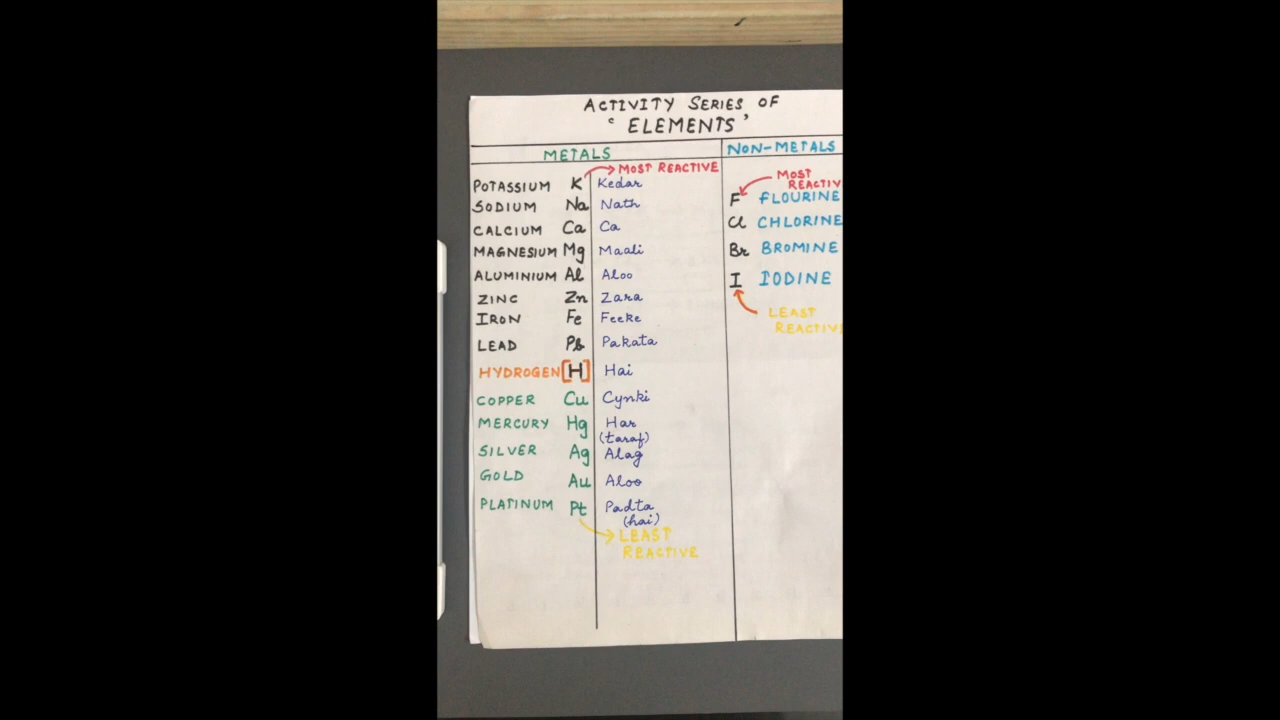 ACTIVITY SERIES OF
" ELEMENTS "
METALS
MOST REACTIVE
POTASSIUM K Kedar
SODIUM Na Nath
CALCIUM Ca Ca
MAGNESIUM Mg Maali
ALUMINIUM Al Aloo
ZINC Zn Zara
IRON Fe Feeke
LEAD Pb Pakata
HYDROGEN [H] Hai
COPPER Cu Cynki
MERCURY Hg Har
(taraf)
SILVER Ag Alag
GOLD Au Aloo
PLATINUM Pt Padta
(hai)
LEAST
REACTIVE
NON-METALS
MOST
REACTIV
F FLOURINE
Cl CHLORINE
Br BROMINE
I IODINE
LEAST
REACTIVE